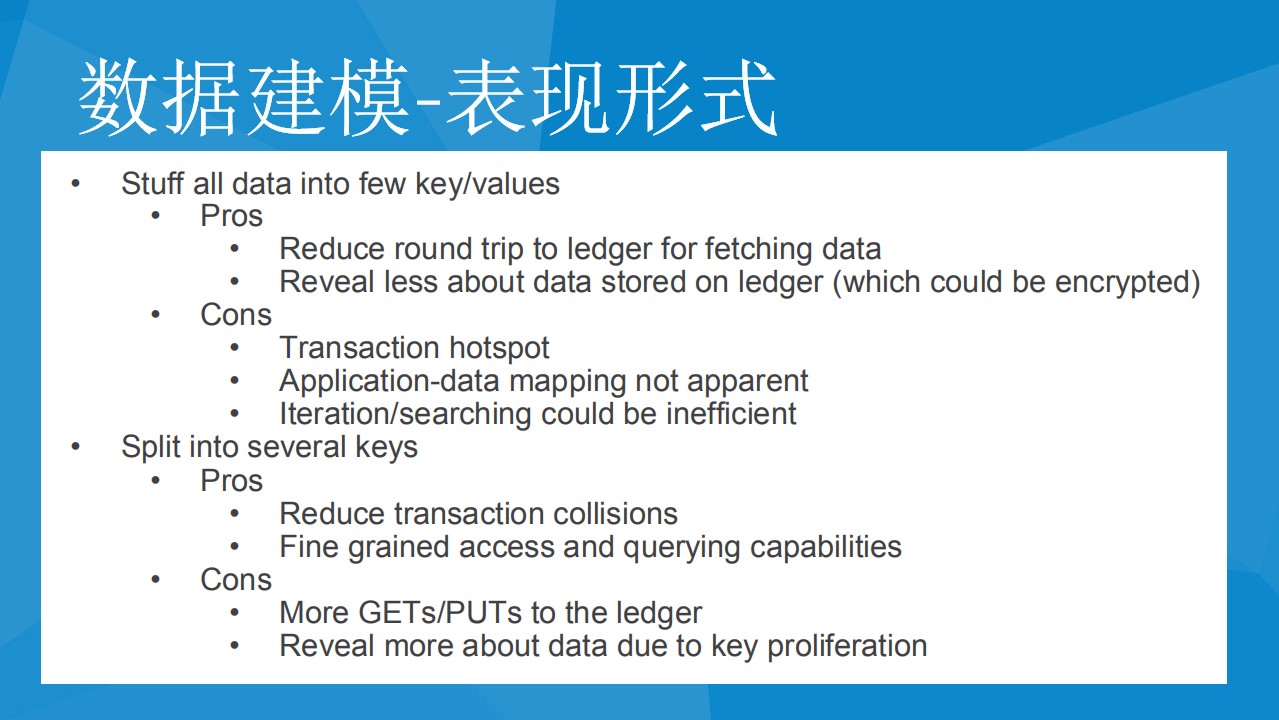 数据建模-表现形式
• Stuff all data into few key/values
• Pros
• Reduce round trip to ledger for fetching data
• Reveal less about data stored on ledger (which could be encrypted)
• Cons
• Transaction hotspot
• Application-data mapping not apparent
• Iteration/searching could be inefficient
• Split into several keys
• Pros
• Reduce transaction collisions
• Fine grained access and querying capabilities
• Cons
• More GETs/PUTs to the ledger
• Reveal more about data due to key proliferation